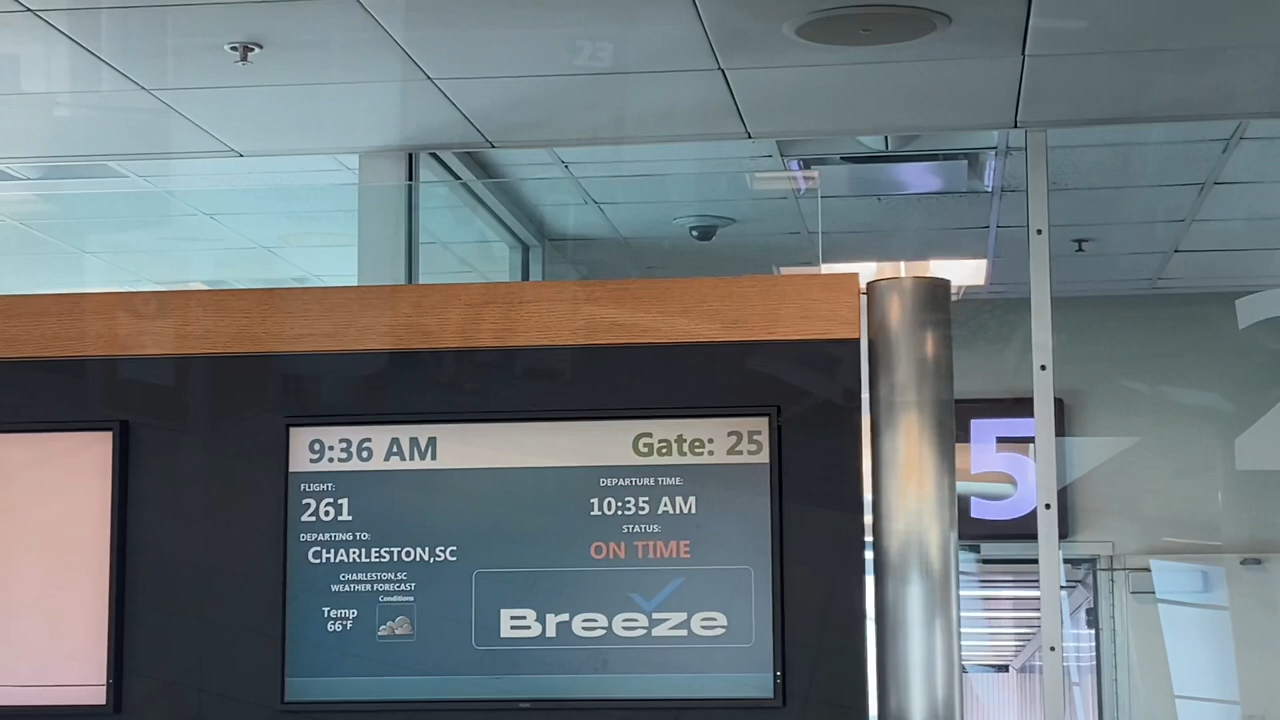 23
9:36 AM
Gate: 25
FLIGHT:
261
DEPARTURE TIME:
10:35 AM
DEPARTING TO:
CHARLESTON,SC
STATUS:
ON TIME
CHARLESTON,SC
WEATHER FORECAST
Conditions
Temp
66°F
Breeze
5